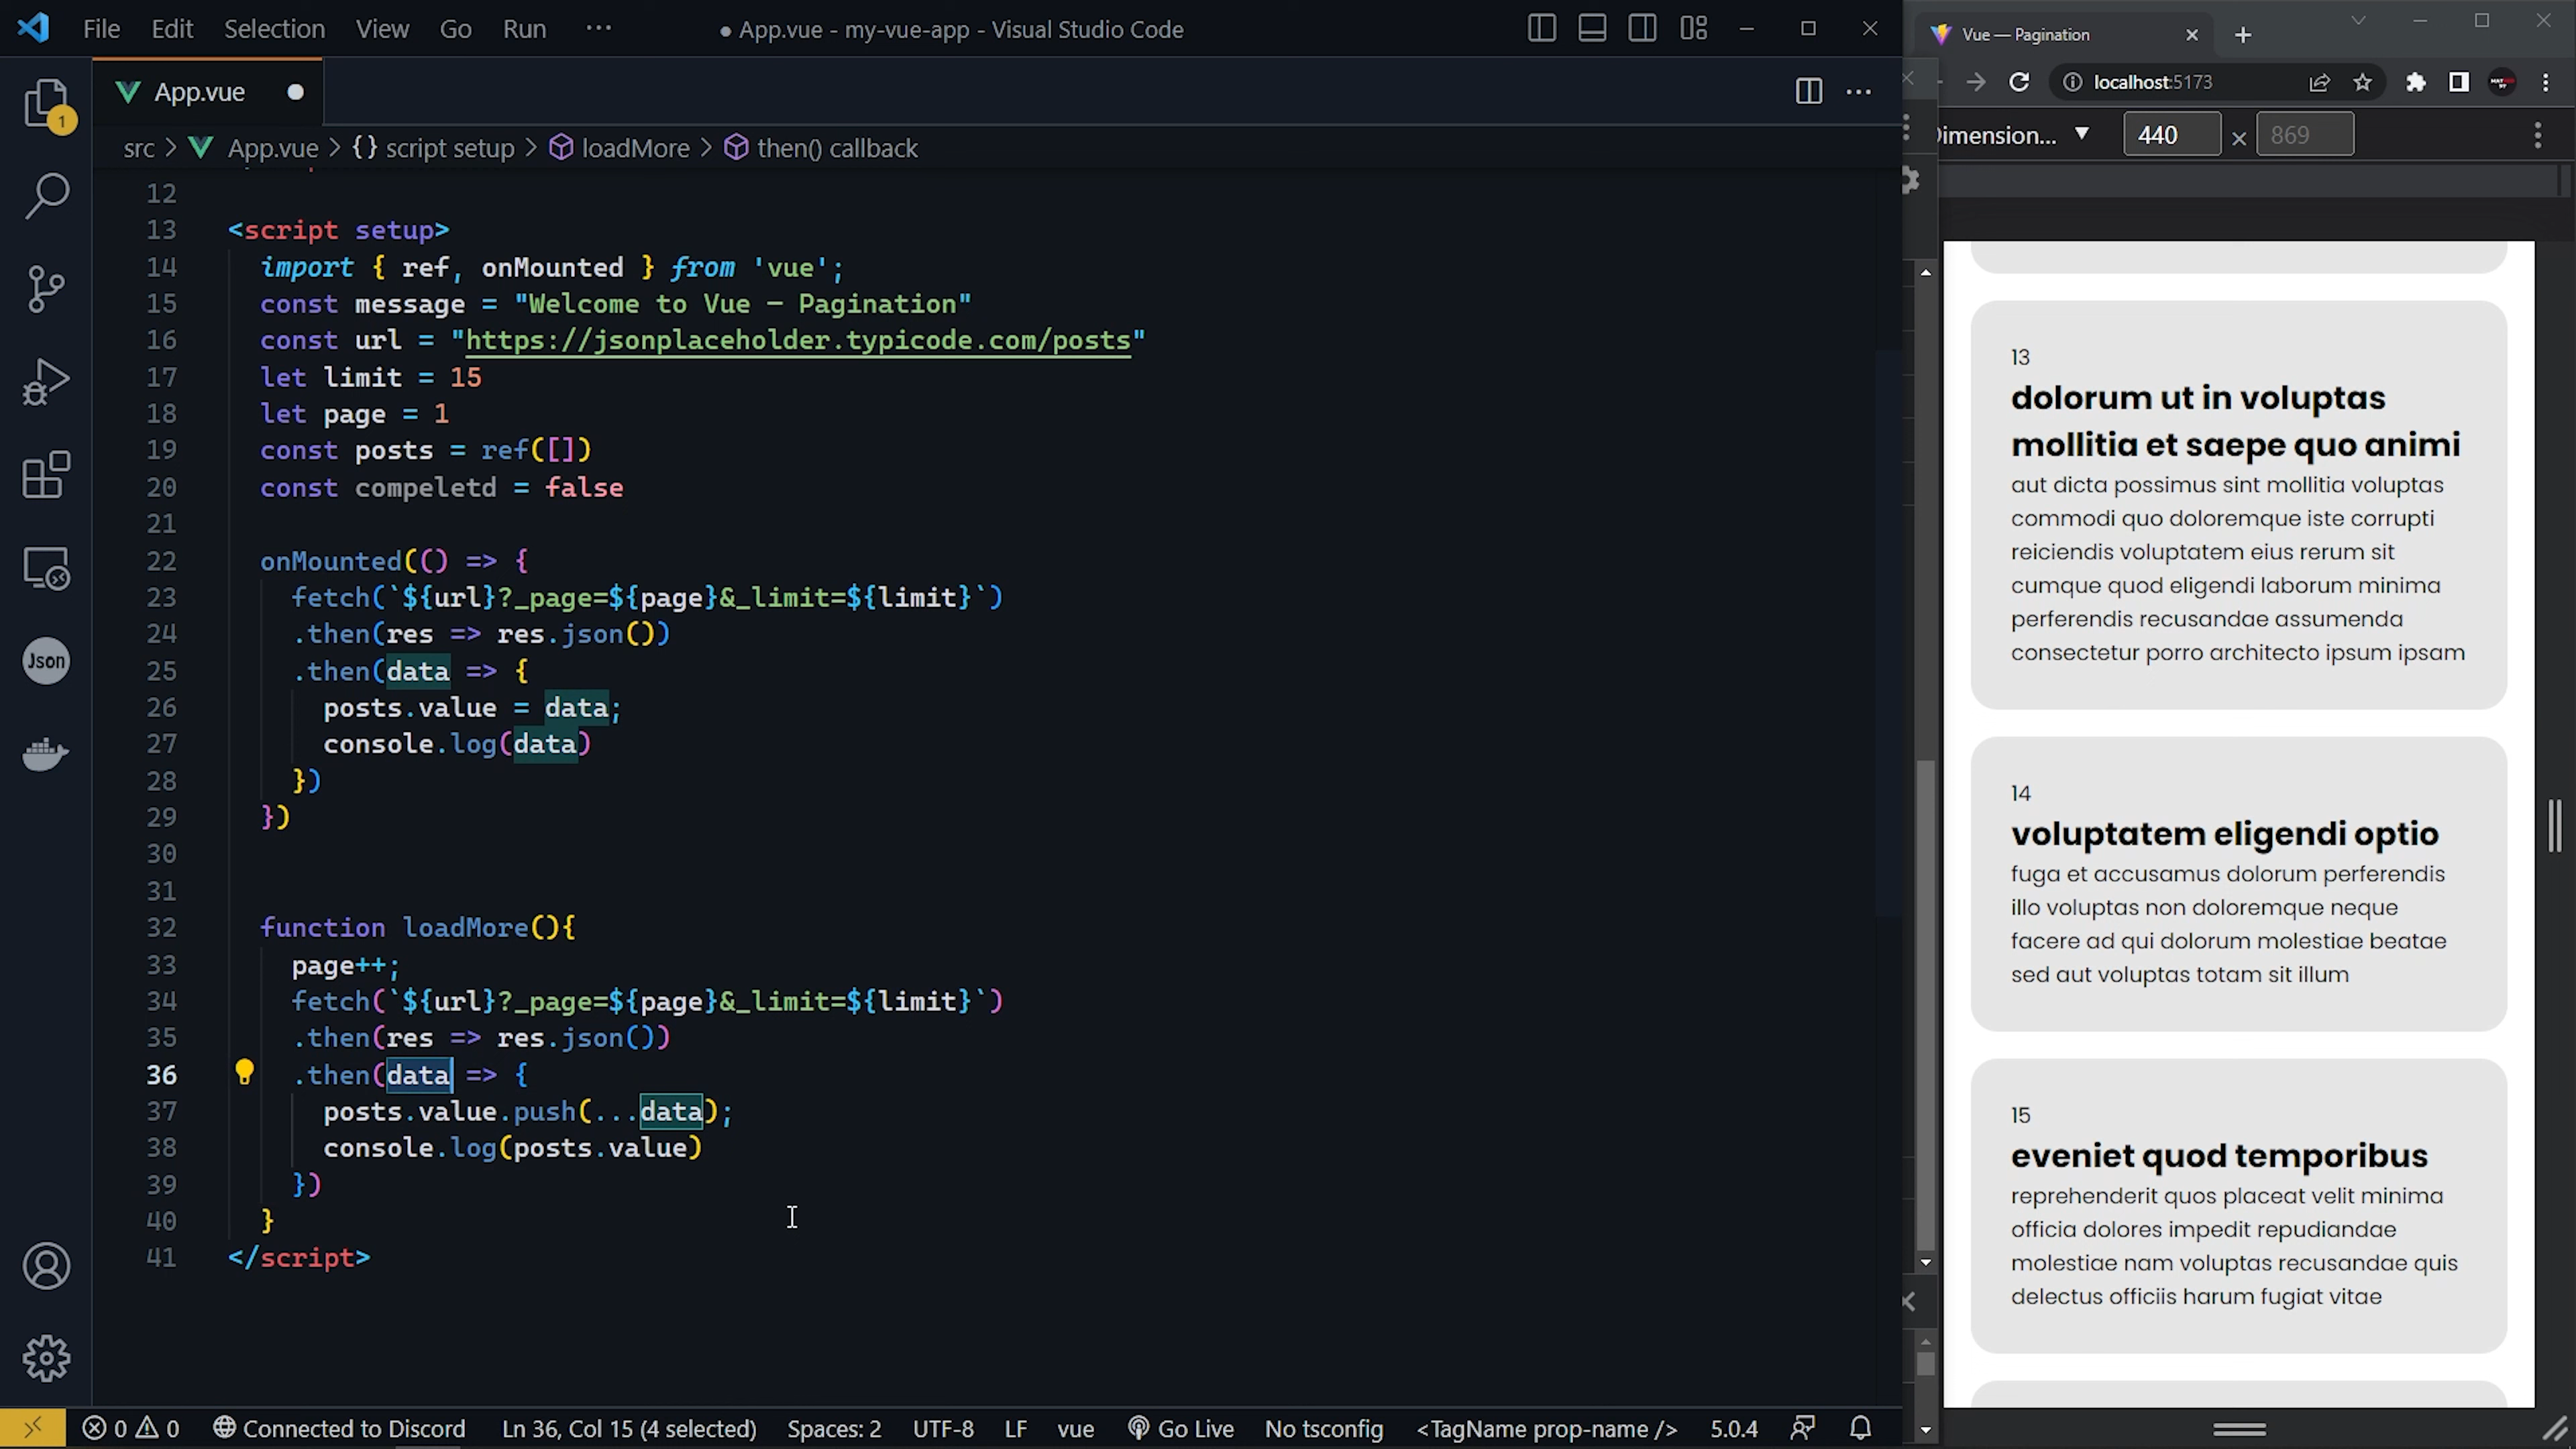 File Edit Selection View Go Run ···
● App.vue - my-vue-app - Visual Studio Code
App.vue
src > App.vue > {} script setup > loadMore > then() callback
12
13 <script setup>
14 import { ref, onMounted } from 'vue';
15 const message = "Welcome to Vue — Pagination"
16 const url = "https://jsonplaceholder.typicode.com/posts"
17 let limit = 15
18 let page = 1
19 const posts = ref([])
20 const compeletd = false
21
22 onMounted(() => {
23 fetch(`${url}?_page=${page}&_limit=${limit}`)
24 .then(res => res.json())
25 .then(data => {
26 posts.value = data;
27 console.log(data)
28 })
29 })
30
31
32 function loadMore(){
33 page++;
34 fetch(`${url}?_page=${page}&_limit=${limit}`)
35 .then(res => res.json())
36 .then(data => {
37 posts.value.push(...data);
38 console.log(posts.value)
39 })
40 }
41 </script>
1
Json
0 0 Connected to Discord Ln 36, Col 15 (4 selected) Spaces: 2 UTF-8 LF vue Go Live No tsconfig <TagName prop-name /> 5.0.4
Vue — Pagination
localhost:5173
Dimension... 440 × 869
13
dolorum ut in voluptas
mollitia et saepe quo animi
aut dicta possimus sint mollitia voluptas
commodi quo doloremque iste corrupti
reiciendis voluptatem eius rerum sit
cumque quod eligendi laborum minima
perferendis recusandae assumenda
consectetur porro architecto ipsum ipsam
14
voluptatem eligendi optio
fuga et accusamus dolorum perferendis
illo voluptas non doloremque neque
facere ad qui dolorum molestiae beatae
sed aut voluptas totam sit illum
15
eveniet quod temporibus
reprehenderit quos placeat velit minima
officia dolores impedit repudiandae
molestiae nam voluptas recusandae quis
delectus officiis harum fugiat vitae